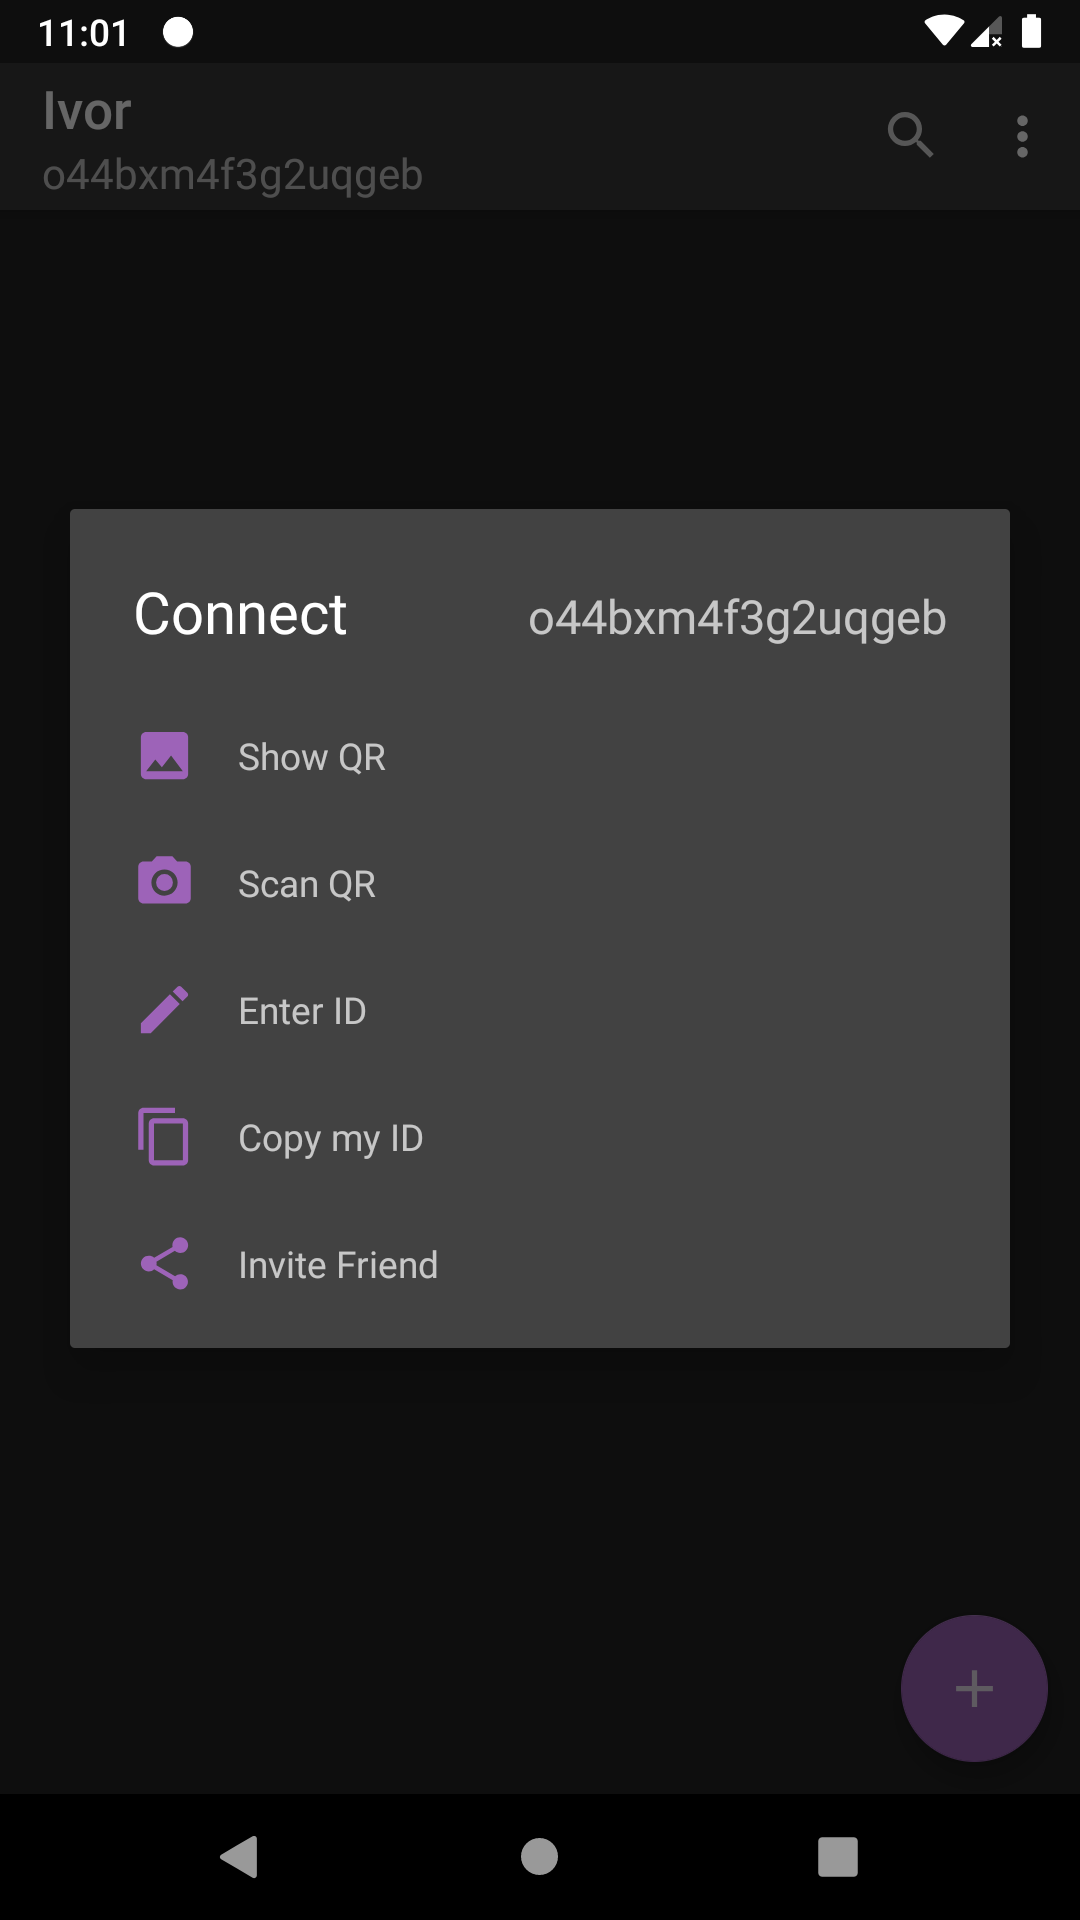 11:01
Ivor
o44bxm4f3g2uqgeb
Connect
o44bxm4f3g2uqgeb
Show QR
Scan QR
Enter ID
Copy my ID
Invite Friend